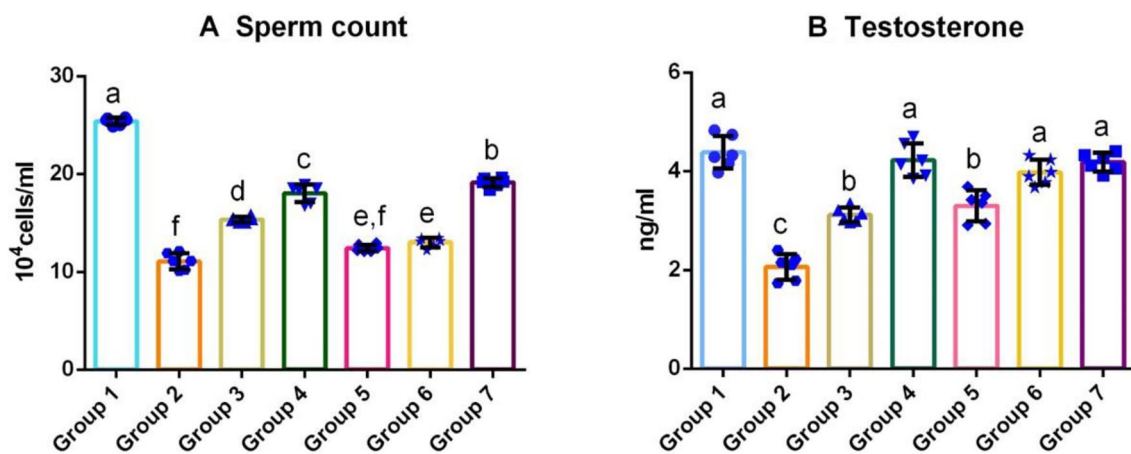 A Sperm count
30
20
10
0
10⁴cells/ml
a
f
d
c
e,f
e
b
Group 1
Group 2
Group 3
Group 4
Group 5
Group 6
Group 7
B Testosterone
6
4
2
0
ng/ml
a
c
b
a
b
a
a
Group 1
Group 2
Group 3
Group 4
Group 5
Group 6
Group 7